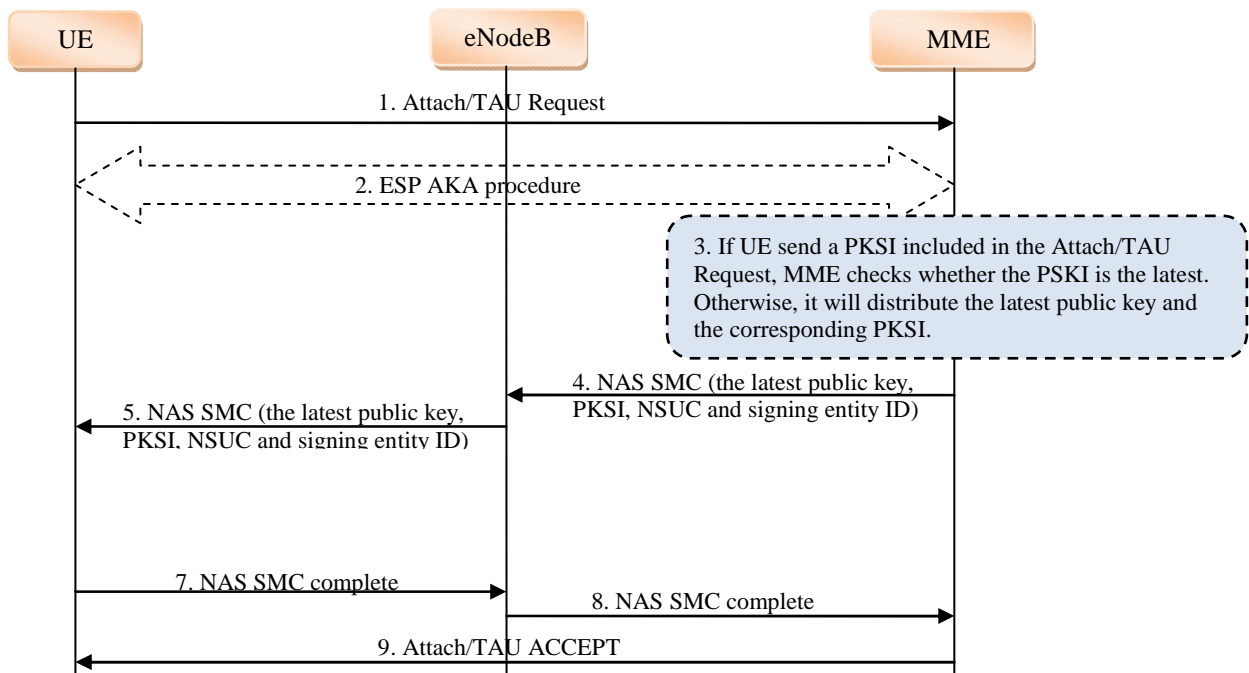 UE
eNodeB
MME
1. Attach/TAU Request
2. ESP AKA procedure
3. If UE send a PKSI included in the Attach/TAU
Request, MME checks whether the PSKI is the latest.
Otherwise, it will distribute the latest public key and
the corresponding PKSI.
4. NAS SMC (the latest public key,
PKSI, NSUC and signing entity ID)
5. NAS SMC (the latest public key,
PKSI, NSUC and signing entity ID)
7. NAS SMC complete
8. NAS SMC complete
9. Attach/TAU ACCEPT